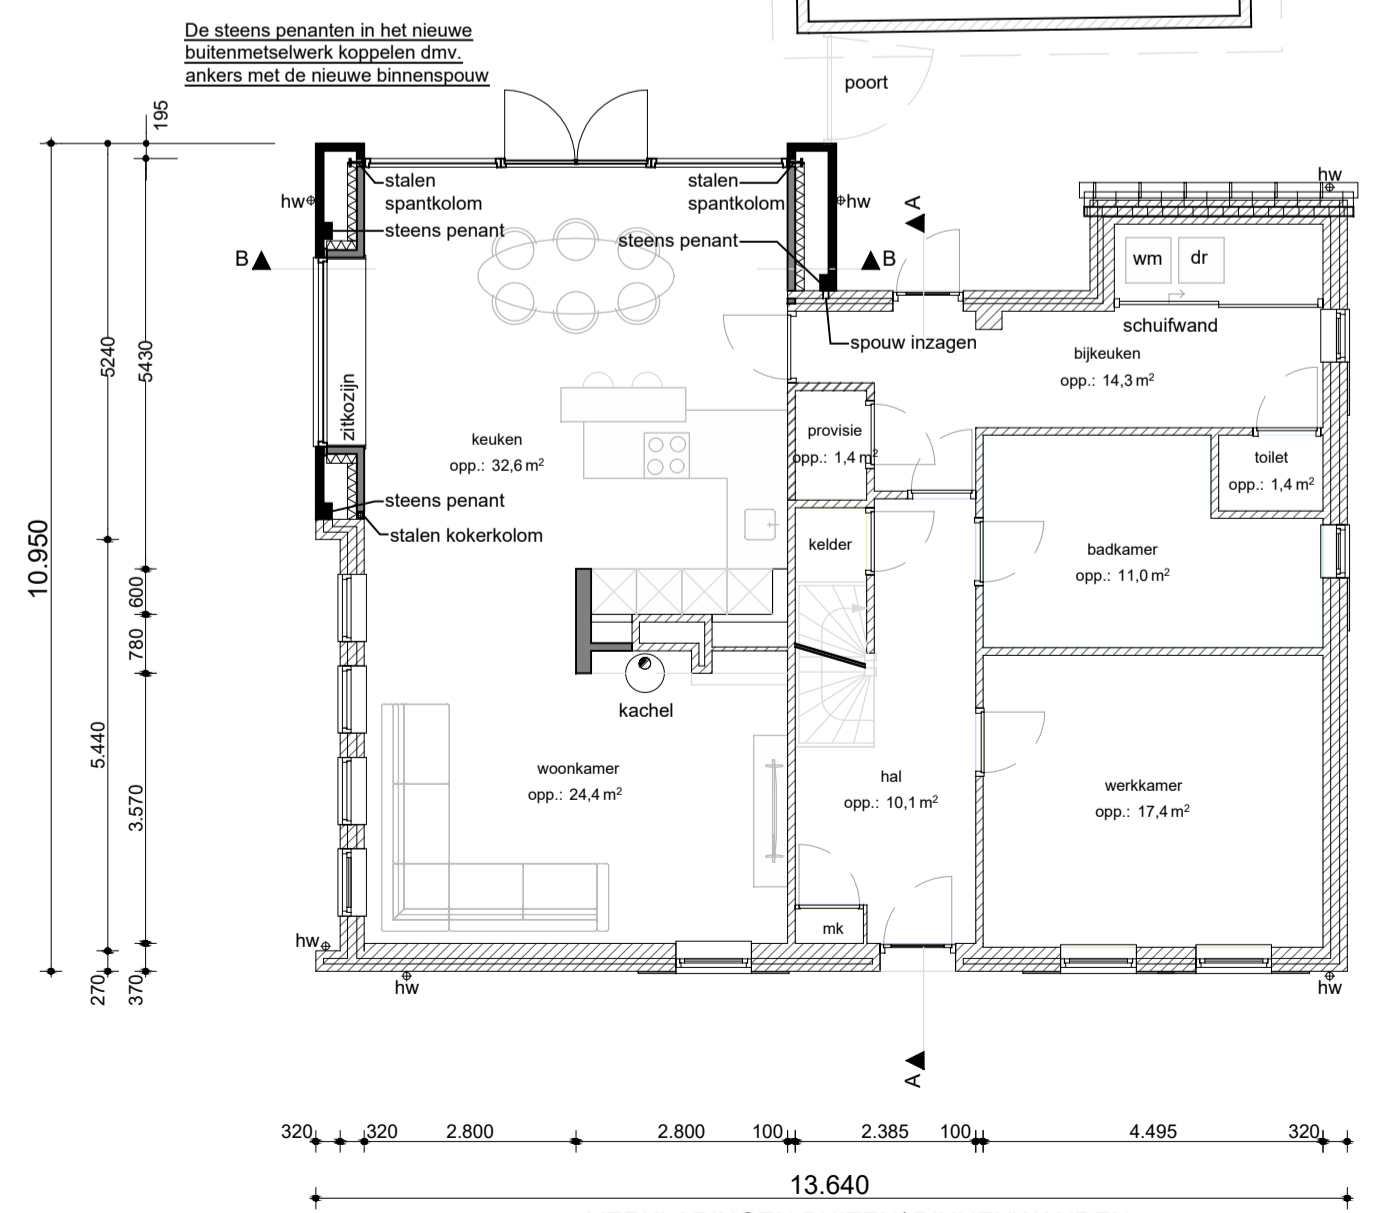 De steens penanten in het nieuwe
buitenmetselwerk koppelen dmv.
ankers met de nieuwe binnenspouw
poort
195
hw
stalen
spantkolom
steens penant
stalen
spantkolom
steens penant
hw
A
hw
B
B
wm
dr
schuifwand
spouw inzagen
bijkeuken
opp.: 14,3 m²
5240
5430
zitkozijn
keuken
opp.: 32,6 m²
provisie
opp.: 1,4 m²
toilet
opp.: 1,4 m²
steens penant
stalen kokerkolom
kelder
badkamer
opp.: 11,0 m²
10.950
600
780
kachel
5.440
3.570
woonkamer
opp.: 24,4 m²
hal
opp.: 10,1 m²
werkkamer
opp.: 17,4 m²
mk
hw
hw
hw
270
370
A
320
320
2.800
2.800
100
2.385
100
4.495
320
13.640